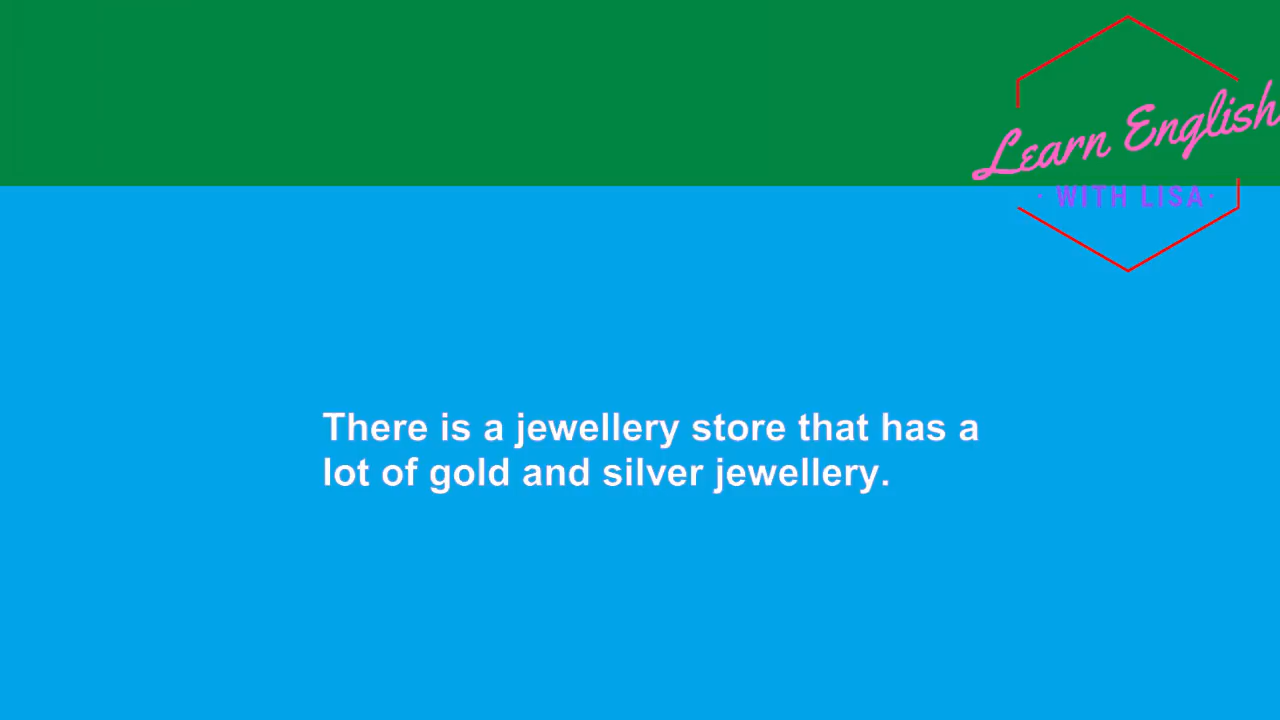 Learn English
· WITH LISA·
There is a jewellery store that has a
lot of gold and silver jewellery.